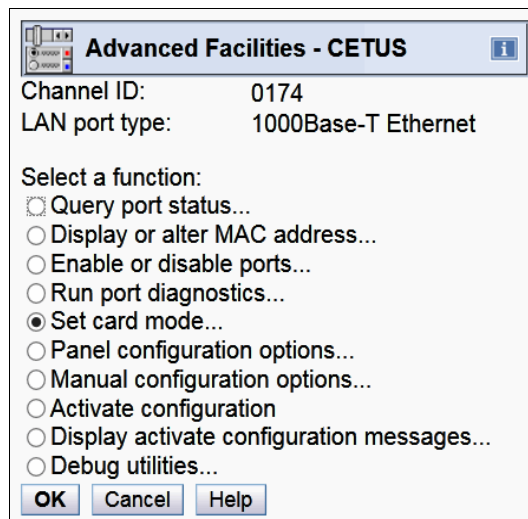 Advanced Facilities - CETUS
Channel ID: 0174
LAN port type: 1000Base-T Ethernet
Select a function:
Query port status...
Display or alter MAC address...
Enable or disable ports...
Run port diagnostics...
Set card mode...
Panel configuration options...
Manual configuration options...
Activate configuration
Display activate configuration messages...
Debug utilities...
OK Cancel Help